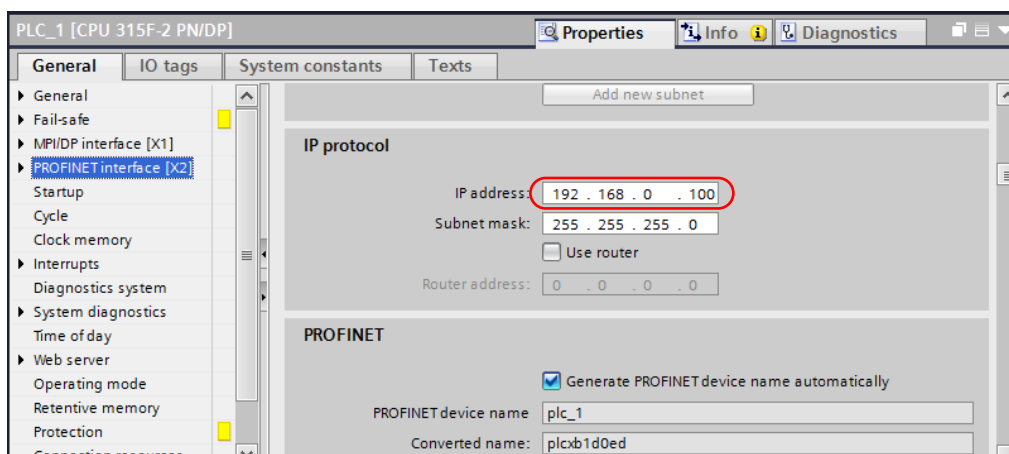 PLC_1 [CPU 315F-2 PN/DP]
Properties
Info
Diagnostics
General
IO tags
System constants
Texts
General
Fail-safe
MPI/DP interface [X1]
PROFINET interface [X2]
Startup
Cycle
Clock memory
Interrupts
Diagnostics system
System diagnostics
Time of day
Web server
Operating mode
Retentive memory
Protection
Connection resources
Add new subnet
IP protocol
IP address: 192 . 168 . 0 . 100
Subnet mask: 255 . 255 . 255 . 0
Use router
Router address: 0 . 0 . 0 . 0
PROFINET
Generate PROFINET device name automatically
PROFINET device name plc_1
Converted name: plcxb1d0ed